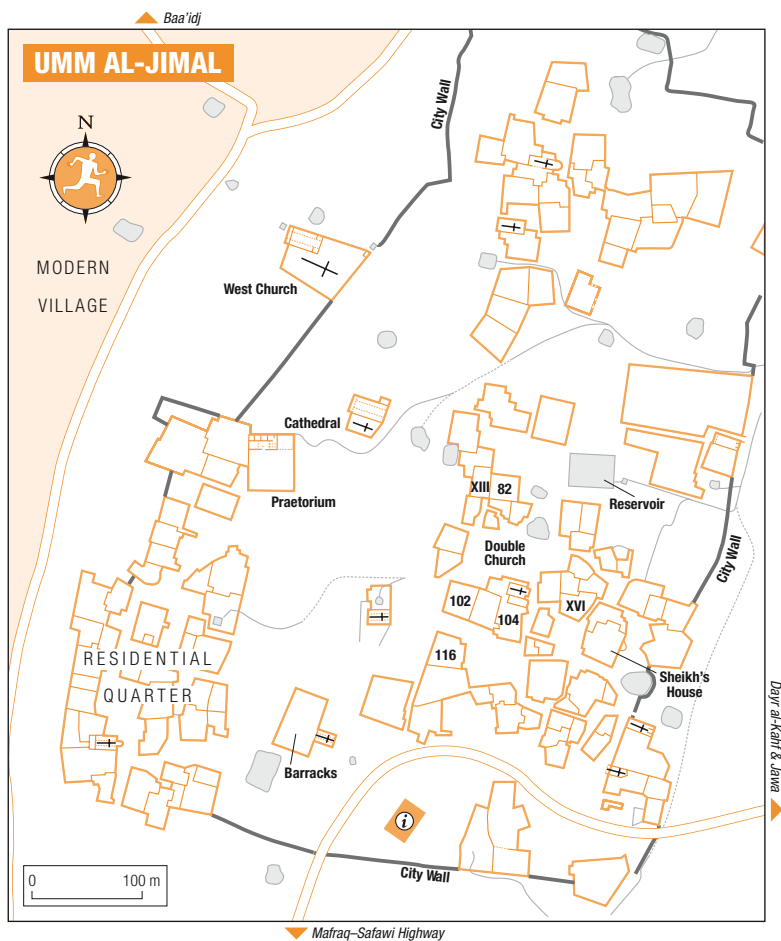 Baa'idj
UMM AL-JIMAL
N
City Wall
MODERN
VILLAGE
West Church
Cathedral
Praetorium
XIII
82
Reservoir
Double
Church
City Wall
102
104
XVI
116
RESIDENTIAL
QUARTER
Sheikh's
House
Barracks
Dayr al-Kahf & Jawa
i
City Wall
0
100 m
Mafraq–Safawi Highway